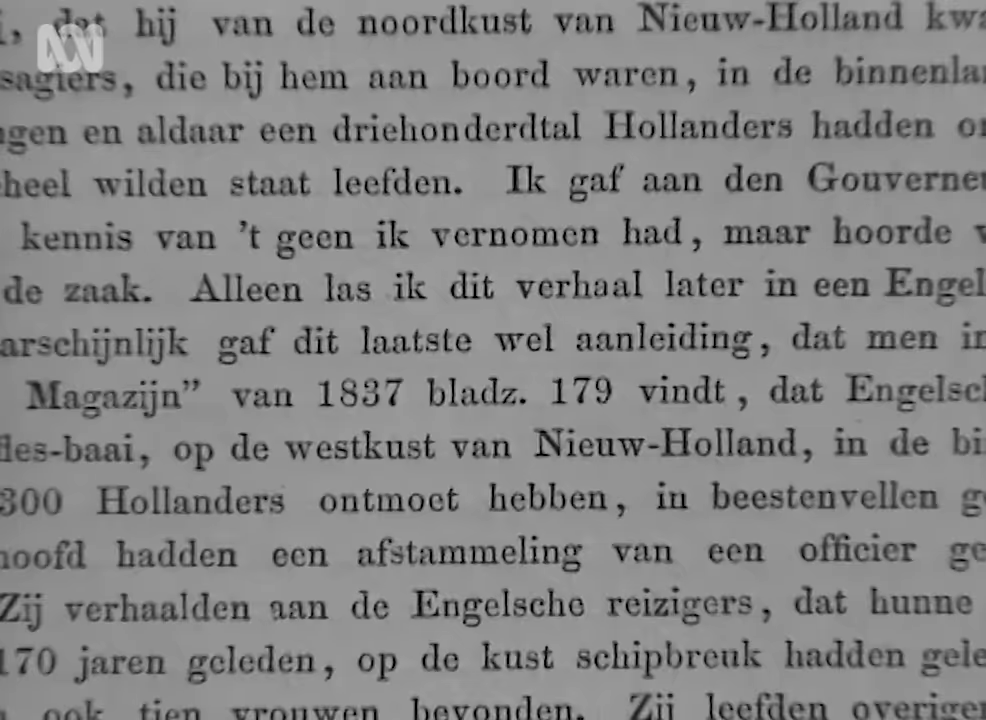 , dat hij van de noordkust van Nieuw-Holland kwa
sagiers, die bij hem aan boord waren, in de binnenla
gen en aldaar een driehonderdtal Hollanders hadden o
heel wilden staat leefden. Ik gaf aan den Gouverne
kennis van 't geen ik vernomen had, maar hoorde v
de zaak. Alleen las ik dit verhaal later in een Engel
arschijnlijk gaf dit laatste wel aanleiding, dat men i
Magazijn" van 1837 bladz. 179 vindt, dat Engelsc
les-baai, op de westkust van Nieuw-Holland, in de bi
300 Hollanders ontmoet hebben, in beestenvellen g
hoofd hadden een afstammeling van een officier ge
Zij verhaalden aan de Engelsche reizigers, dat hunne
170 jaren geleden, op de kust schipbreuk hadden gele
ook tien vrouwen bevonden. Zij leefden overigen